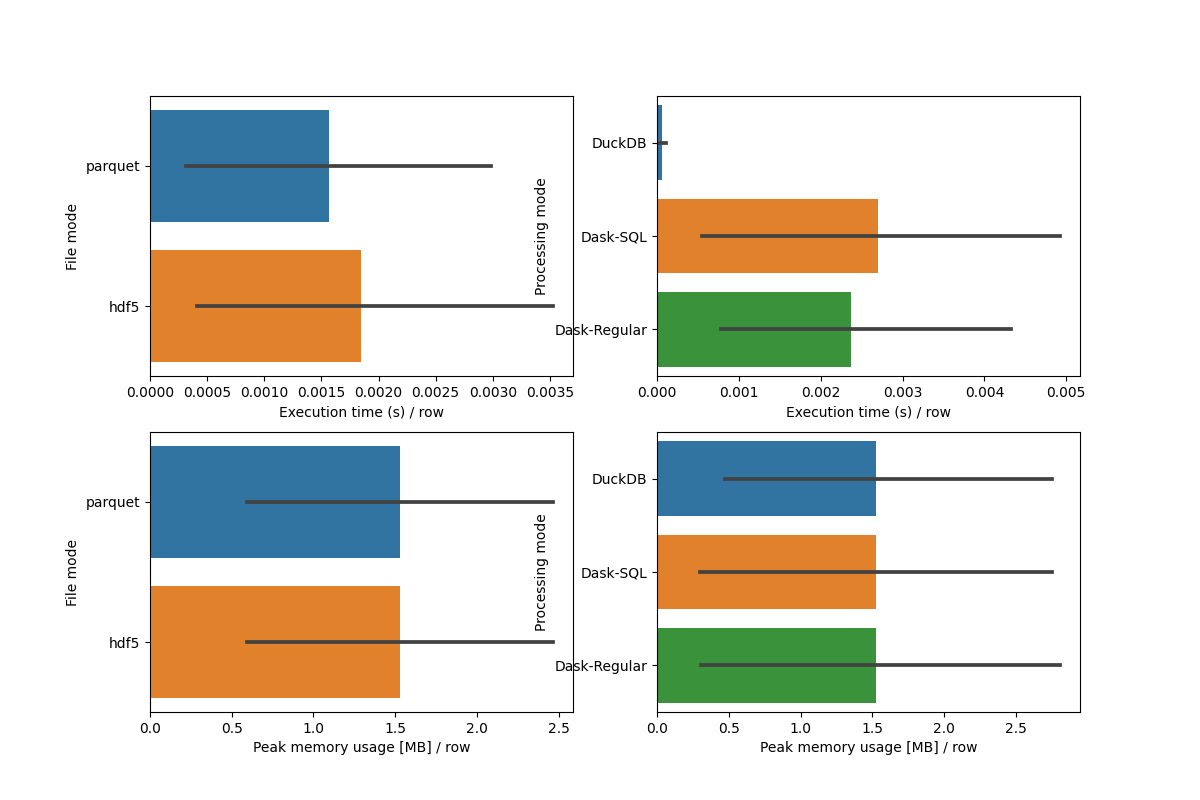 File mode
parquet
hdf5
0.0000 0.0005 0.0010 0.0015 0.0020 0.0025 0.0030 0.0035
Execution time (s) / row
Processing mode
DuckDB
Dask-SQL
Dask-Regular
0.000 0.001 0.002 0.003 0.004 0.005
Execution time (s) / row
File mode
parquet
hdf5
0.0 0.5 1.0 1.5 2.0 2.5
Peak memory usage [MB] / row
Processing mode
DuckDB
Dask-SQL
Dask-Regular
0.0 0.5 1.0 1.5 2.0 2.5
Peak memory usage [MB] / row